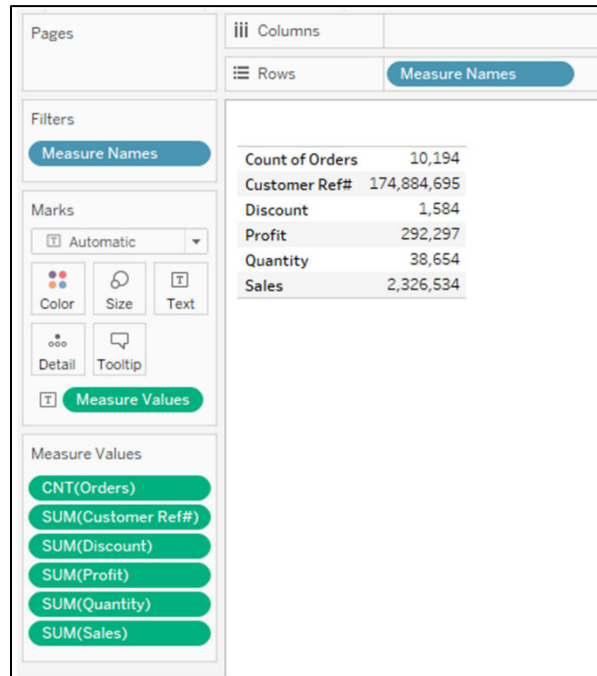 Pages
Columns
Rows
Measure Names
Filters
Measure Names
Marks
T Automatic
Color Size Text
Detail Tooltip
T Measure Values
Measure Values
CNT(Orders)
SUM(Customer Ref#)
SUM(Discount)
SUM(Profit)
SUM(Quantity)
SUM(Sales)
Count of Orders 10,194
Customer Ref# 174,884,695
Discount 1,584
Profit 292,297
Quantity 38,654
Sales 2,326,534